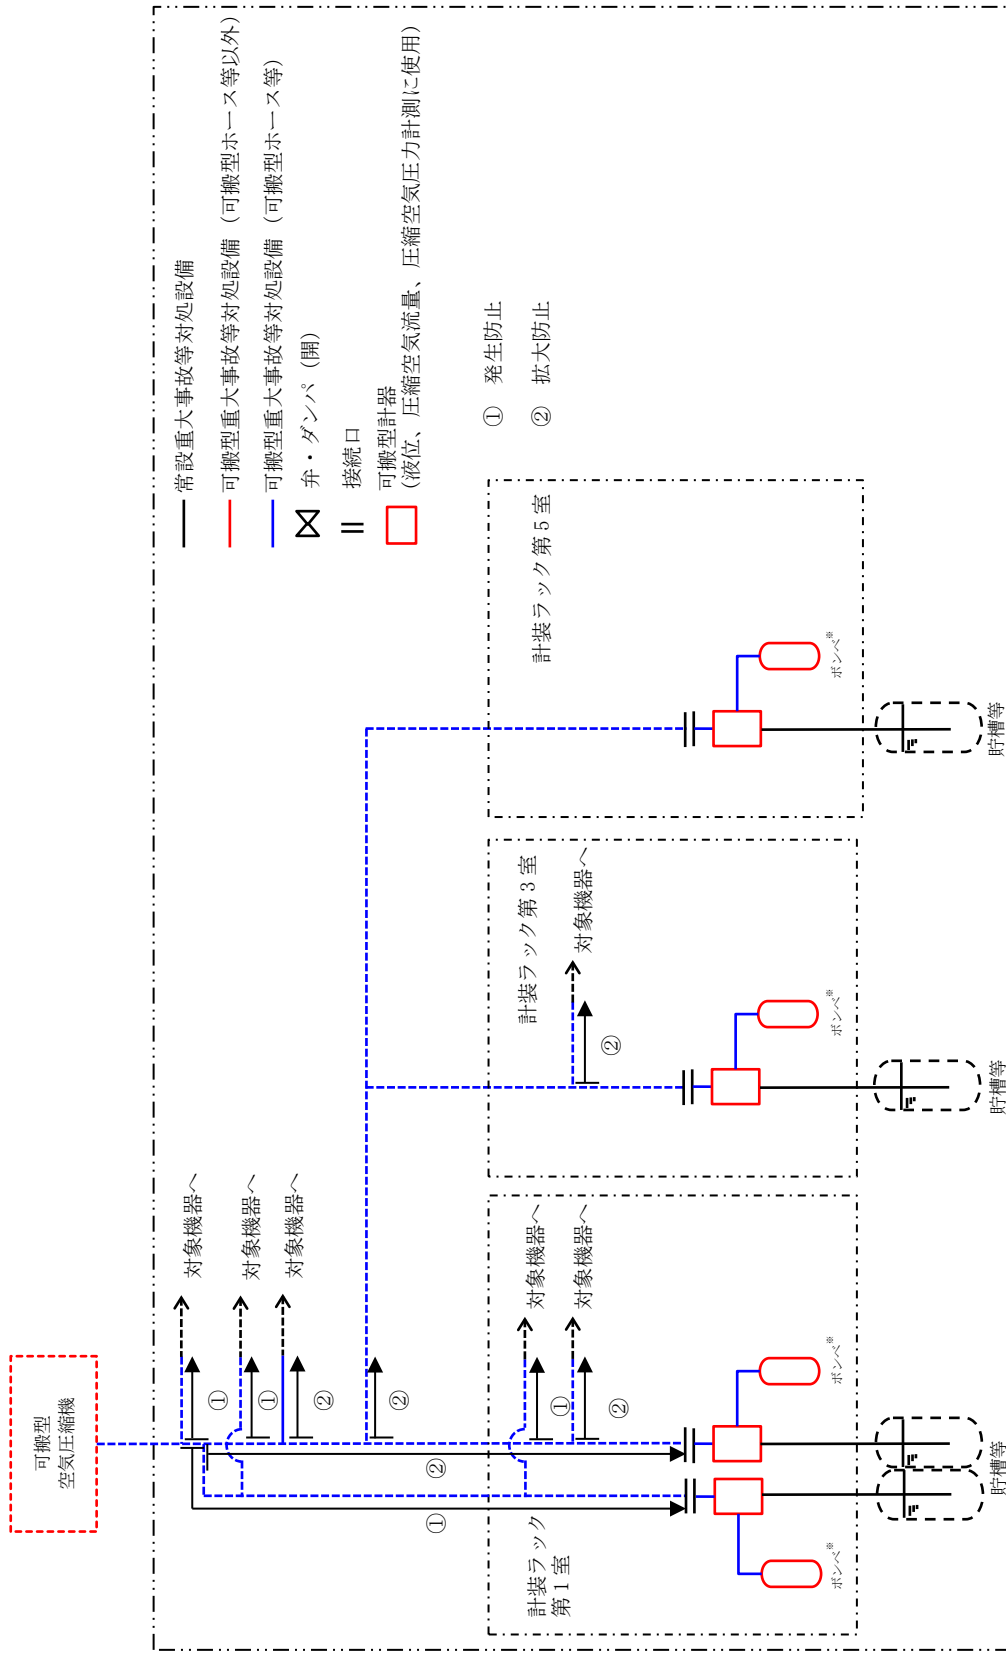 常設重大事故等対処設備
可搬型重大事故等対処設備（可搬型ホース等以外）
可搬型重大事故等対処設備（可搬型ホース等）
弁・ダンパ（開）
接続口
可搬型計器
(液位、圧縮空気流量、圧縮空気圧力計測に使用)
① 発生防止
② 拡大防止
可搬型
空気圧縮機
対象機器へ
①
対象機器へ
①
対象機器へ
②
②
②
①
計装ラック
第1室
対象機器へ
①
対象機器へ
②
ボンベ※
ボンベ※
貯槽等
計装ラック第3室
対象機器へ
②
ボンベ※
貯槽等
計装ラック第5室
ボンベ※
貯槽等